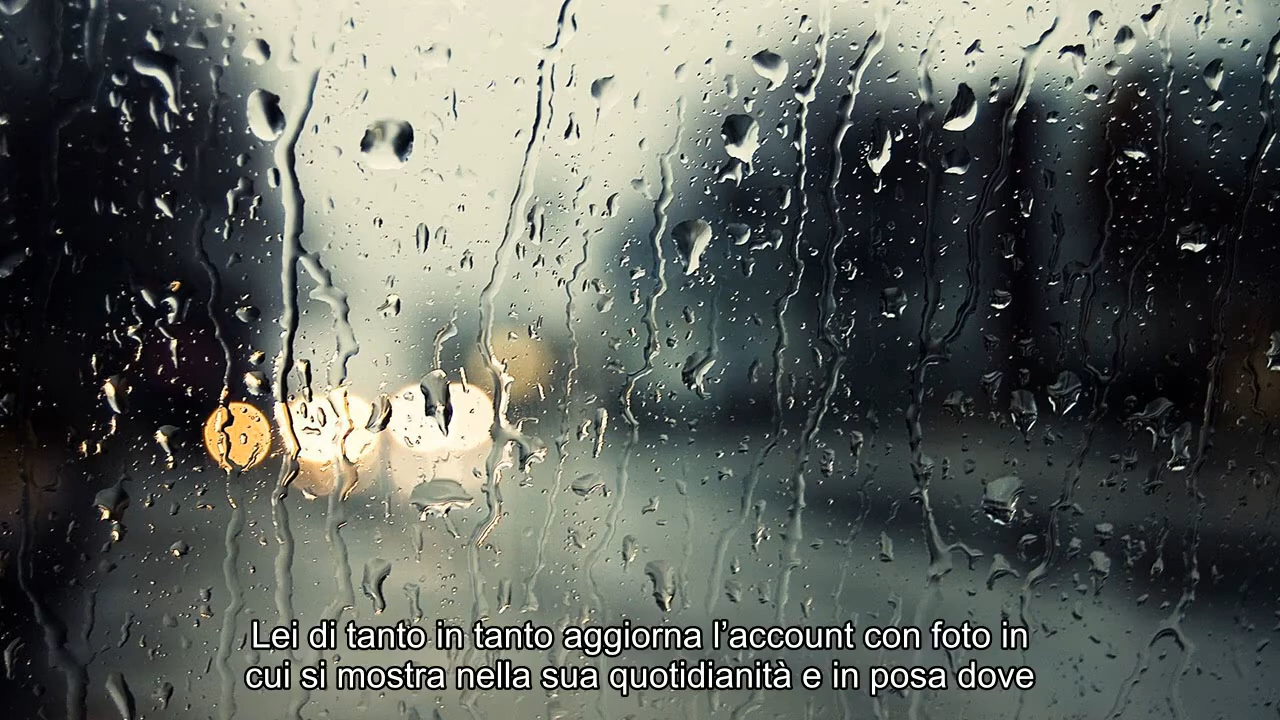 Lei di tanto in tanto aggiorna l’account con foto in
cui si mostra nella sua quotidianità e in posa dove